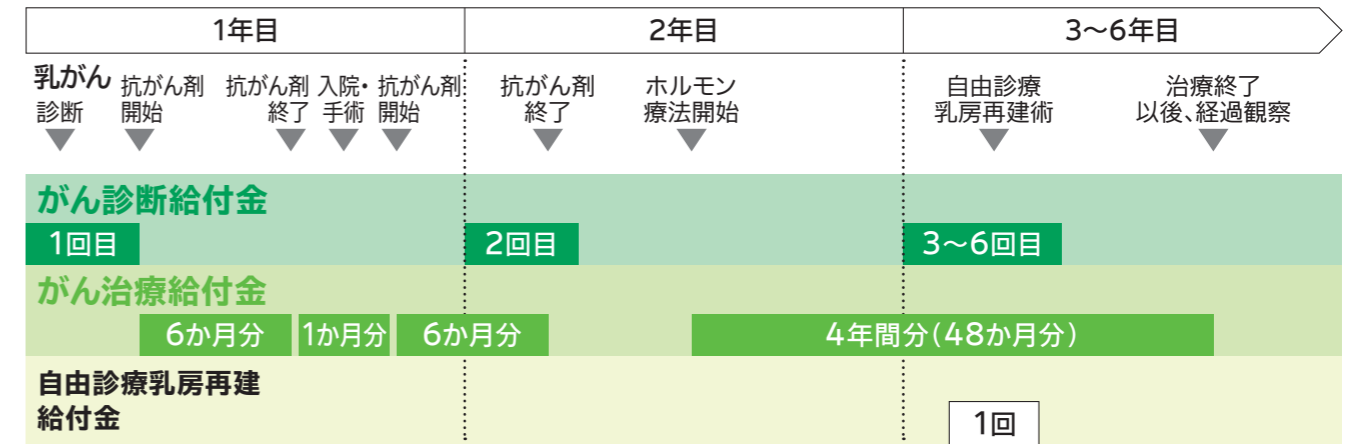 1年目
2年目
3〜6年目
乳がん
診断
抗がん剤
開始
抗がん剤
終了
入院・
手術
抗がん剤
開始
抗がん剤
終了
ホルモン
療法開始
自由診療
乳房再建術
治療終了
以後、経過観察
がん診断給付金
1回目
2回目
3〜6回目
がん治療給付金
6か月分
1か月分
6か月分
4年間分(48か月分)
自由診療乳房再建
給付金
1回